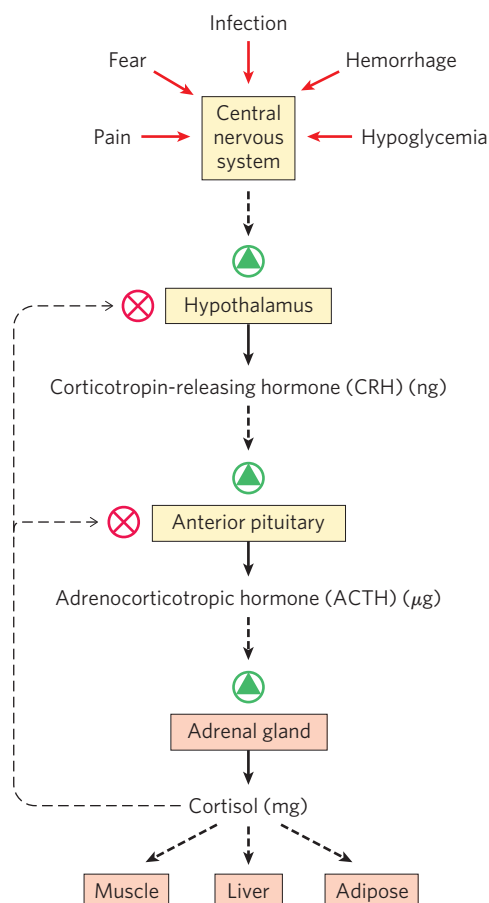 Infection
Fear
Hemorrhage
Central
nervous
system
Pain
Hypoglycemia
Hypothalamus
Corticotropin-releasing hormone (CRH) (ng)
Anterior pituitary
Adrenocorticotropic hormone (ACTH) (μg)
Adrenal gland
Cortisol (mg)
Muscle
Liver
Adipose